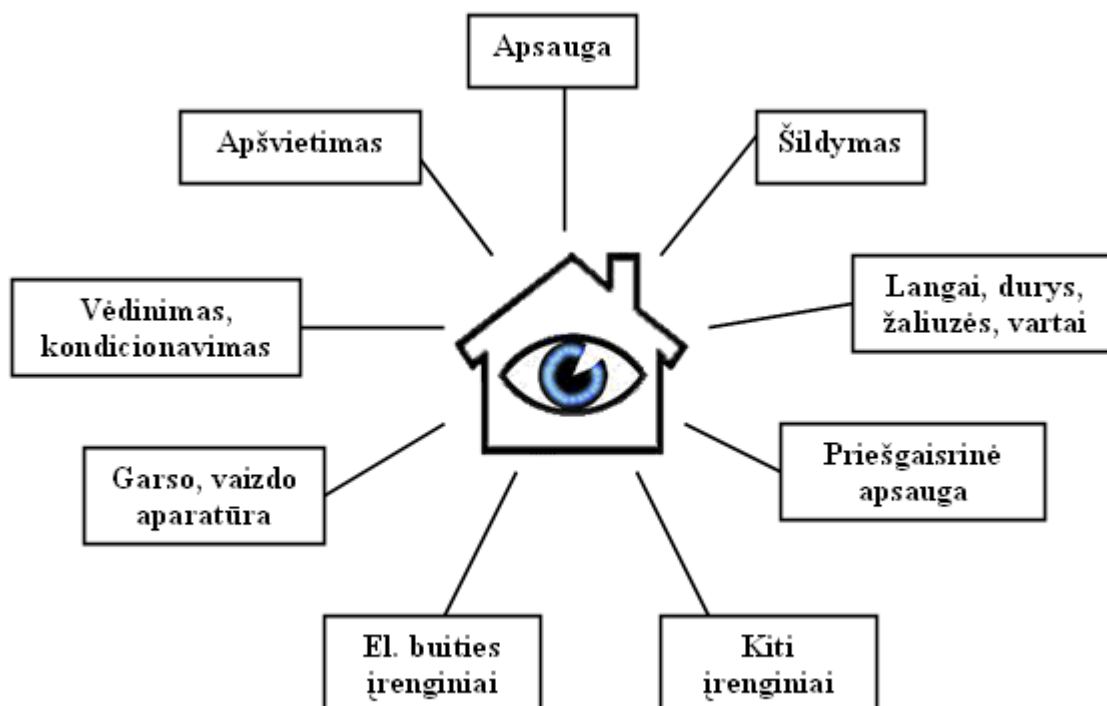 Apsauga
Apšvietimas
Šildymas
Vėdinimas,
kondicionavimas
Langai, durys,
žaliuzės, vartai
Garso, vaizdo
aparatūra
Priešgaisrinė
apsauga
El. buities
įrenginiai
Kiti
įrenginiai